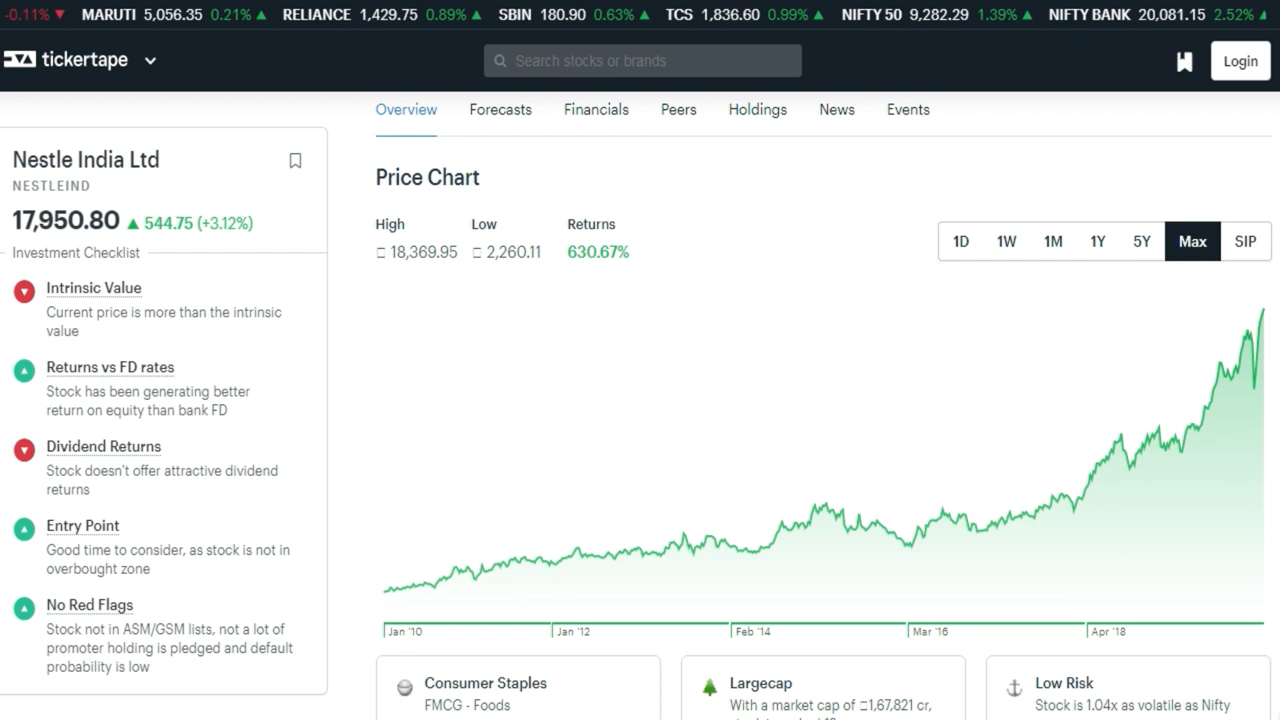 -0.11% ▼ MARUTI 5,056.35 0.21% ▲ RELIANCE 1,429.75 0.89% ▲ SBIN 180.90 0.63% ▲ TCS 1,836.60 0.99% ▲ NIFTY 50 9,282.29 1.39% ▲ NIFTY BANK 20,081.15 2.52% ▲
tickertape
Search stocks or brands
Login
Overview Forecasts Financials Peers Holdings News Events
Nestle India Ltd
NESTLEIND
17,950.80 ▲ 544.75 (+3.12%)
Investment Checklist
Intrinsic Value
Current price is more than the intrinsic
value
Returns vs FD rates
Stock has been generating better
return on equity than bank FD
Dividend Returns
Stock doesn't offer attractive dividend
returns
Entry Point
Good time to consider, as stock is not in
overbought zone
No Red Flags
Stock not in ASM/GSM lists, not a lot of
promoter holding is pledged and default
probability is low
Price Chart
High Low Returns
18,369.95 2,260.11 630.67%
1D 1W 1M 1Y 5Y Max SIP
Jan '10 Jan '12 Feb '14 Mar '16 Apr '18
Consumer Staples
FMCG - Foods
Largecap
With a market cap of 1,67,821 cr,
Low Risk
Stock is 1.04x as volatile as Nifty